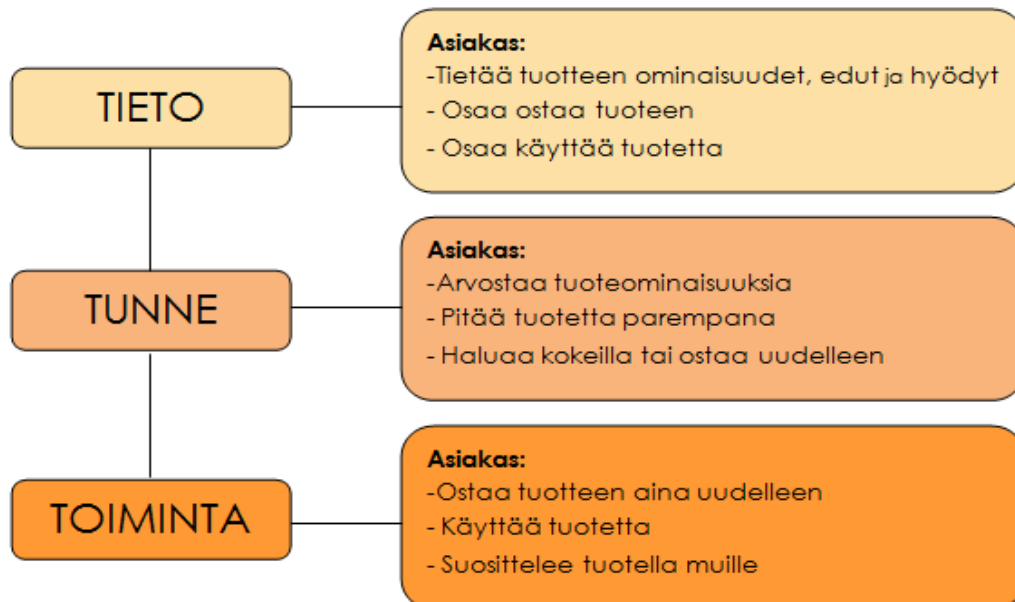 TIETO
Asiakas:
-Tietää tuotteen ominaisuudet, edut ja hyödyt
- Osaa ostaa tuoteen
- Osaa käyttää tuotetta
TUNNE
Asiakas:
-Arvostaa tuoteominaisuuksia
- Pitää tuotetta parempana
- Haluaa kokeilla tai ostaa uudelleen
TOIMINTA
Asiakas:
-Ostaa tuotteen aina uudelleen
- Käyttää tuotetta
- Suosittelee tuotella muille